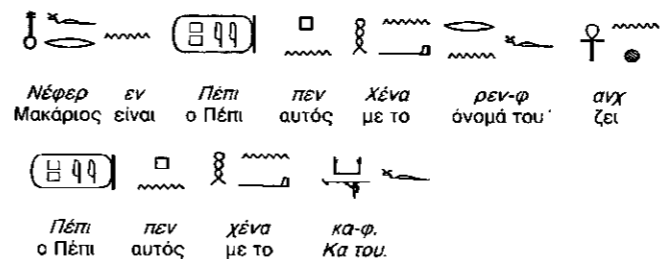 Νέφερ εν Πέπι πεν Χένα ρεν-φ ανχ
Μακάριος είναι ο Πέπι αυτός με το όνομά του· ζει
Πέπι πεν χένα κα-φ.
ο Πέπι αυτός με το Κα του.